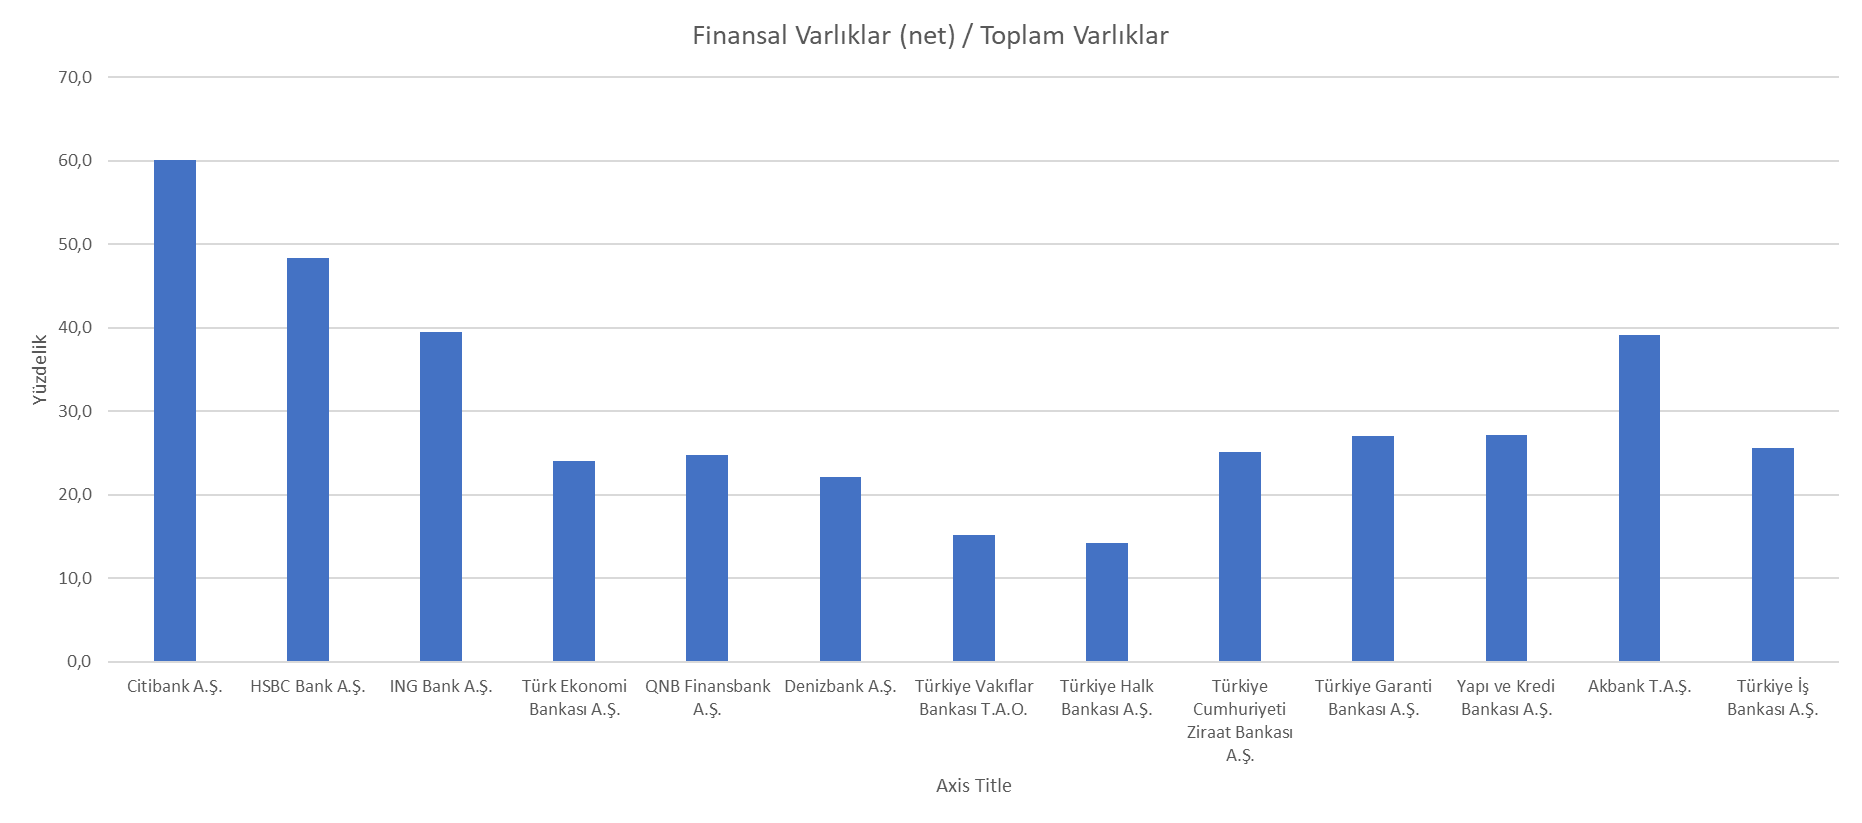 Finansal Varlıklar (net) / Toplam Varlıklar
70,0
60,0
50,0
40,0
30,0
20,0
10,0
0,0
Yüzdelik
Citibank A.Ş.
HSBC Bank A.Ş.
ING Bank A.Ş.
Türk Ekonomi
Bankası A.Ş.
QNB Finansbank
A.Ş.
Denizbank A.Ş.
Türkiye Vakıflar
Bankası T.A.O.
Türkiye Halk
Bankası A.Ş.
Türkiye
Cumhuriyeti
Ziraat Bankası
A.Ş.
Türkiye Garanti
Bankası A.Ş.
Yapı ve Kredi
Bankası A.Ş.
Akbank T.A.Ş.
Türkiye İş
Bankası A.Ş.
Axis Title